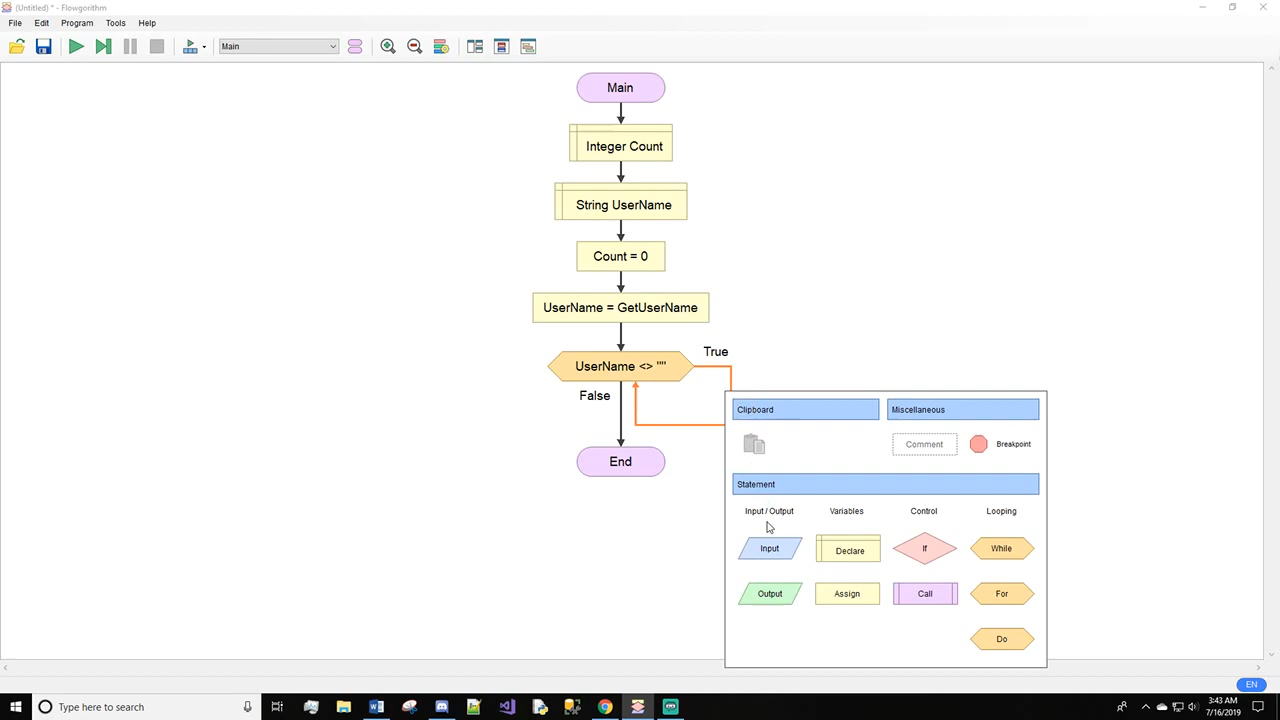 (Untitled) * - Flowgorithm
File Edit Program Tools Help
Main
Main
Integer Count
String UserName
Count = 0
UserName = GetUserName
True
UserName <> ""
False
End
Clipboard Miscellaneous
Comment Breakpoint
Statement
Input / Output Variables Control Looping
Input Declare If While
Output Assign Call For
Do
EN
Type here to search
3:43 AM
7/16/2019